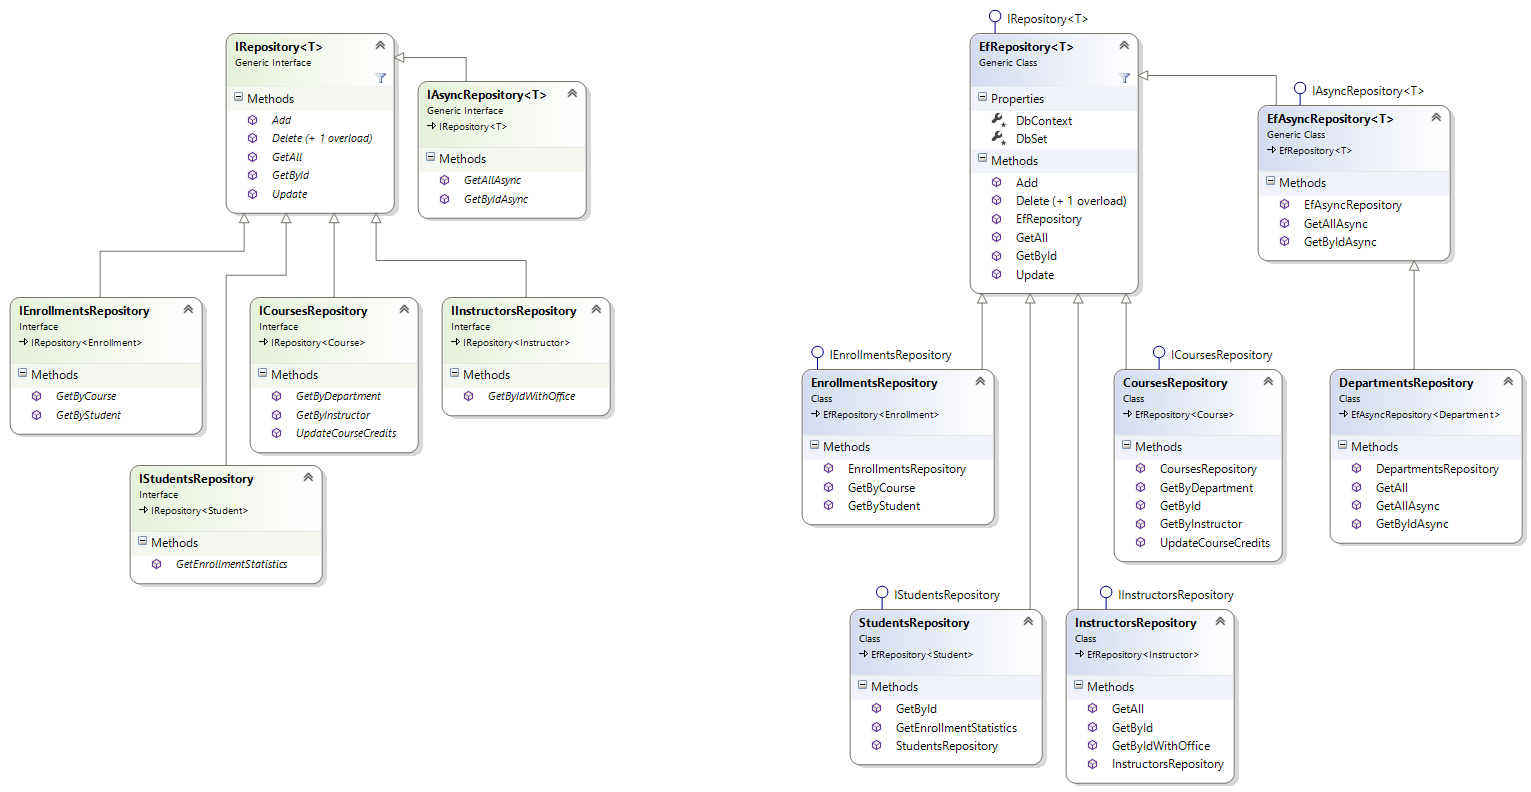 IRepository<T>
Generic Interface
Methods
Add
Delete (+ 1 overload)
GetAll
GetById
Update
IAsyncRepository<T>
Generic Interface
IRepository<T>
Methods
GetAllAsync
GetByIdAsync
IEnrollmentsRepository
Interface
IRepository<Enrollment>
Methods
GetByCourse
GetByStudent
ICoursesRepository
Interface
IRepository<Course>
Methods
GetByDepartment
GetByInstructor
UpdateCourseCredits
IInstructorsRepository
Interface
IRepository<Instructor>
Methods
GetByIdWithOffice
IStudentsRepository
Interface
IRepository<Student>
Methods
GetEnrollmentStatistics
IRepository<T>
EfRepository<T>
Generic Class
Properties
DbContext
DbSet
Methods
Add
Delete (+ 1 overload)
EfRepository
GetAll
GetById
Update
IAsyncRepository<T>
EfAsyncRepository<T>
Generic Class
EfRepository<T>
Methods
EfAsyncRepository
GetAllAsync
GetByIdAsync
IEnrollmentsRepository
EnrollmentsRepository
Class
EfRepository<Enrollment>
Methods
EnrollmentsRepository
GetByCourse
GetByStudent
ICoursesRepository
CoursesRepository
Class
EfRepository<Course>
Methods
CoursesRepository
GetByDepartment
GetById
GetByInstructor
UpdateCourseCredits
DepartmentsRepository
Class
EfAsyncRepository<Department>
Methods
DepartmentsRepository
GetAll
GetAllAsync
GetByIdAsync
IStudentsRepository
StudentsRepository
Class
EfRepository<Student>
Methods
GetById
GetEnrollmentStatistics
StudentsRepository
IInstructorsRepository
InstructorsRepository
Class
EfRepository<Instructor>
Methods
GetAll
GetById
GetByIdWithOffice
InstructorsRepository